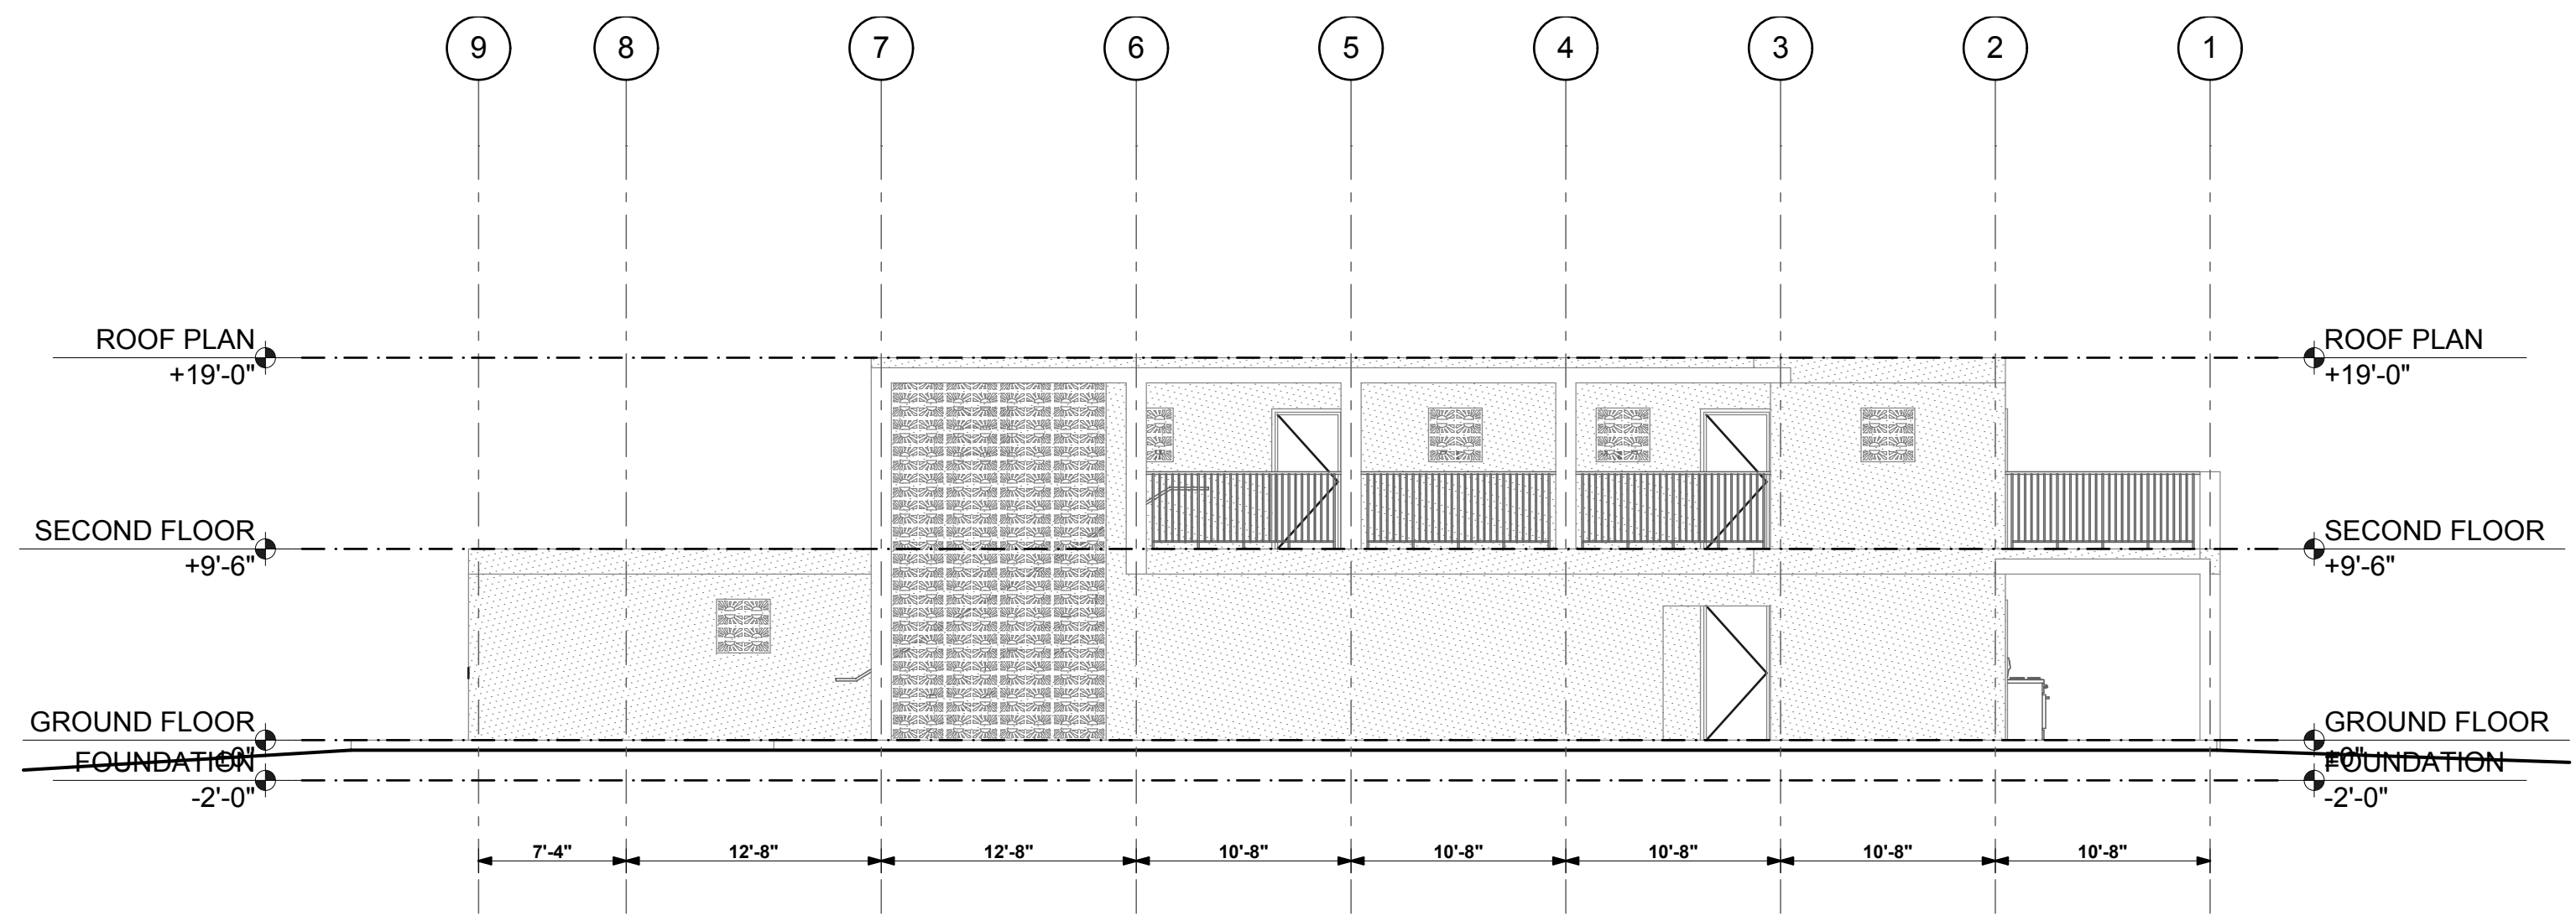 9 8 7 6 5 4 3 2 1
ROOF PLAN
+19'-0"
ROOF PLAN
+19'-0"
SECOND FLOOR
+9'-6"
SECOND FLOOR
+9'-6"
GROUND FLOOR
±0"
GROUND FLOOR
±0"
FOUNDATION
-2'-0"
FOUNDATION
-2'-0"
7'-4" 12'-8" 12'-8" 10'-8" 10'-8" 10'-8" 10'-8" 10'-8"